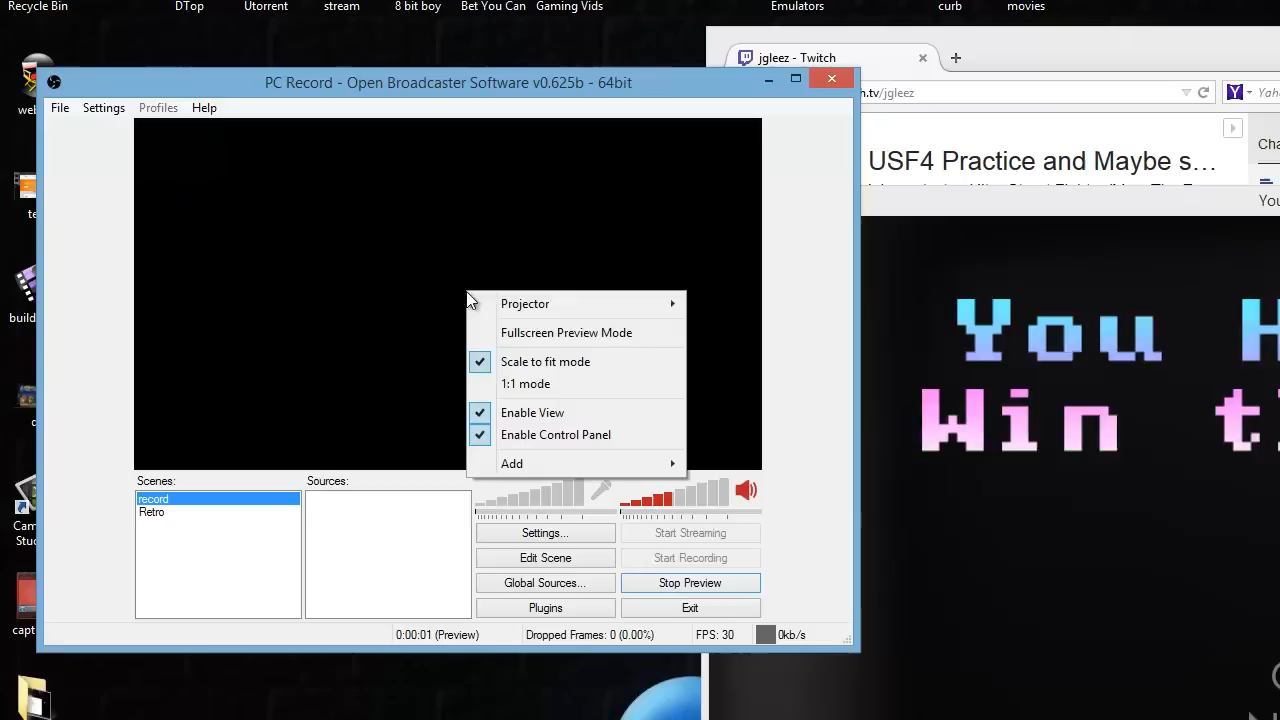 Recycle Bin
DTop
Utorrent
stream
8 bit boy
Bet You Can
Gaming Vids
Emulators
curb
movies
jgleez - Twitch
PC Record - Open Broadcaster Software v0.625b - 64bit
h.tv/jgleez
File Settings Profiles Help
USF4 Practice and Maybe s...
Projector
Fullscreen Preview Mode
Scale to fit mode
1:1 mode
Enable View
Enable Control Panel
Add
You
Win
Scenes:
record
Retro
Sources:
Settings...
Start Streaming
Edit Scene
Start Recording
Global Sources...
Stop Preview
Plugins
Exit
0:00:01 (Preview)
Dropped Frames: 0 (0.00%)
FPS: 30
0kb/s